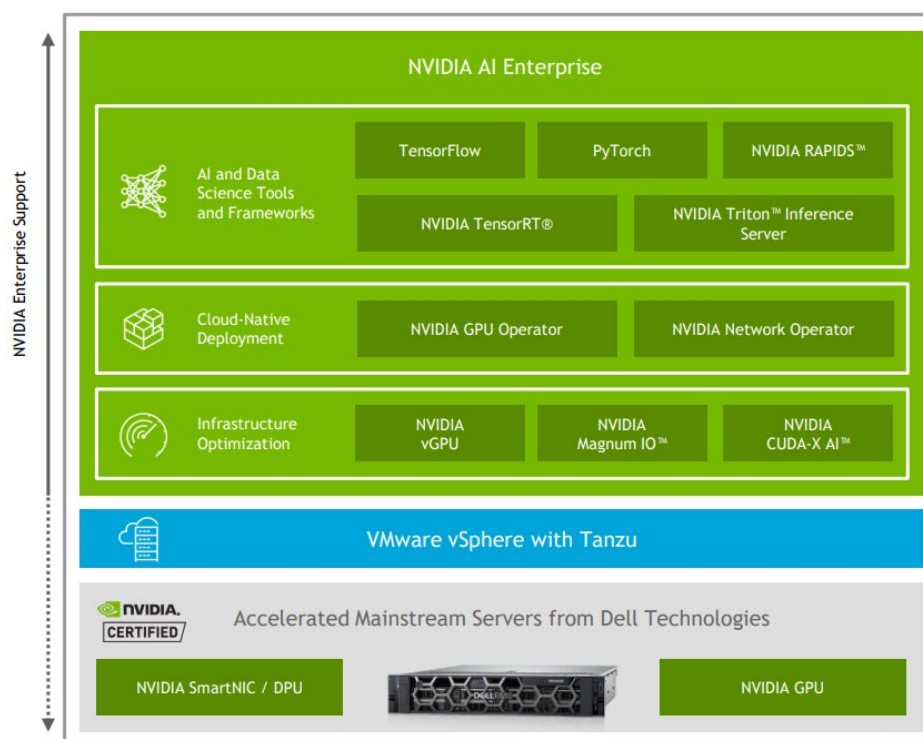 NVIDIA Enterprise Support
NVIDIA AI Enterprise
AI and Data
Science Tools
and Frameworks
TensorFlow
PyTorch
NVIDIA RAPIDS™
NVIDIA TensorRT®
NVIDIA Triton™ Inference
Server
Cloud-Native
Deployment
NVIDIA GPU Operator
NVIDIA Network Operator
Infrastructure
Optimization
NVIDIA
vGPU
NVIDIA
Magnum IO™
NVIDIA
CUDA-X AI™
VMware vSphere with Tanzu
NVIDIA.
CERTIFIED
Accelerated Mainstream Servers from Dell Technologies
NVIDIA SmartNIC / DPU
NVIDIA GPU